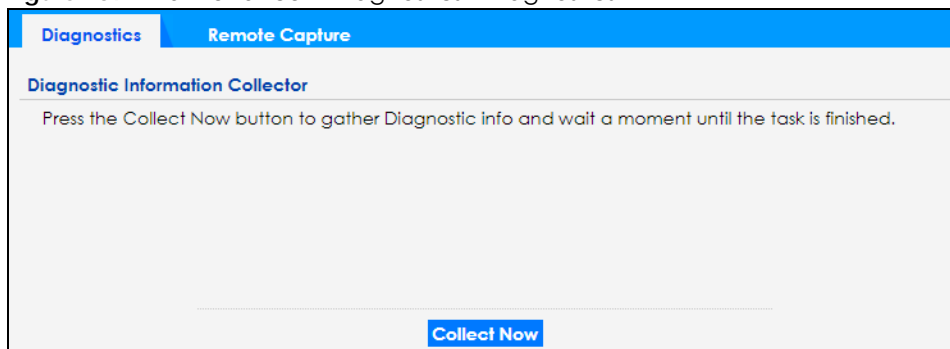 Diagnostics Remote Capture
Diagnostic Information Collector
Press the Collect Now button to gather Diagnostic info and wait a moment until the task is finished.
Collect Now